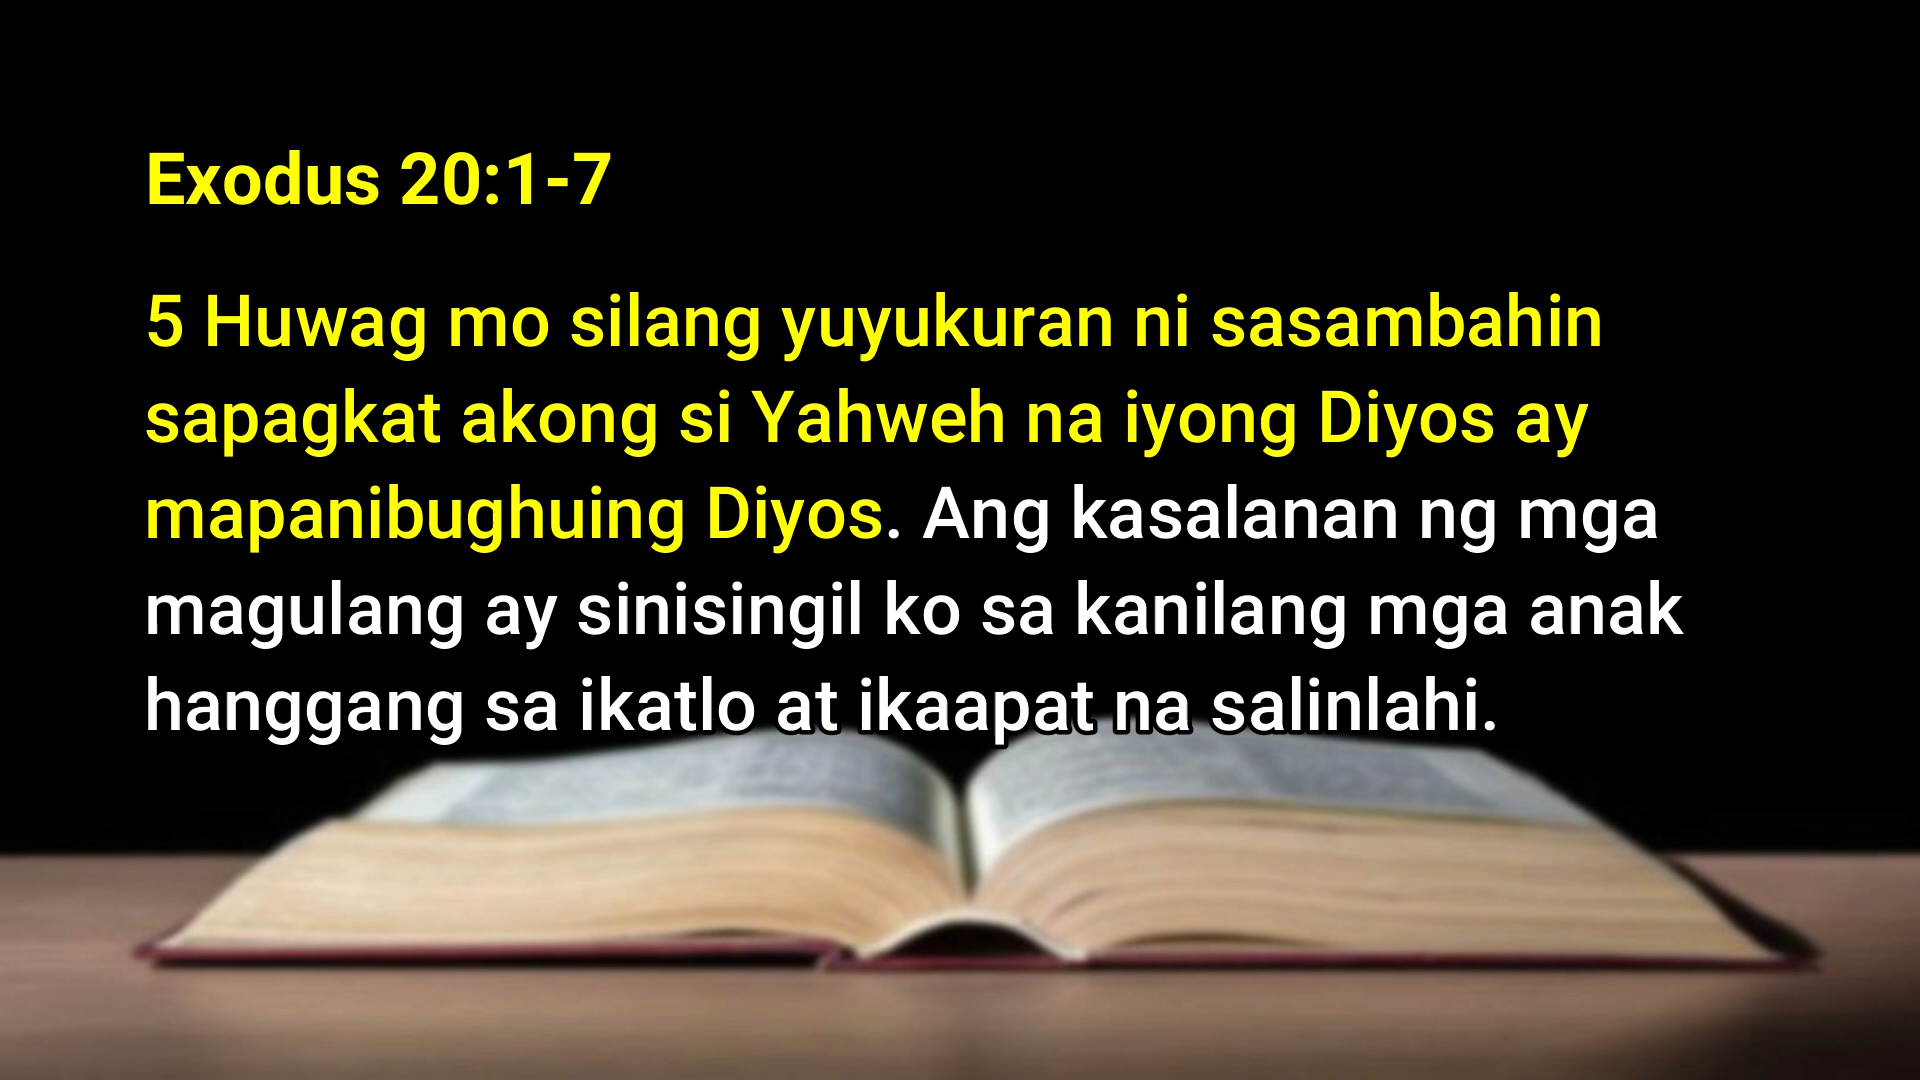 Exodus 20:1-7
5 Huwag mo silang yuyukuran ni sasambahin
sapagkat akong si Yahweh na iyong Diyos ay
mapanibughuing Diyos. Ang kasalanan ng mga
magulang ay sinisingil ko sa kanilang mga anak
hanggang sa ikatlo at ikaapat na salinlahi.